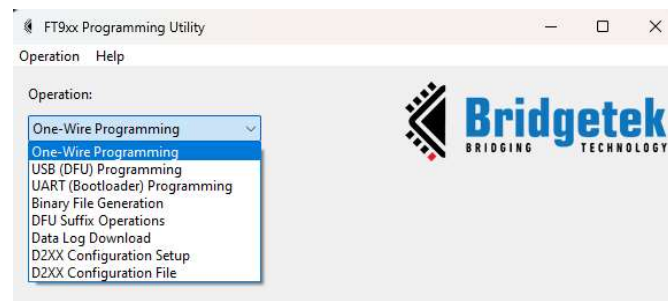 FT9xx Programming Utility
Operation Help
Operation:
One-Wire Programming
One-Wire Programming
USB (DFU) Programming
UART (Bootloader) Programming
Binary File Generation
DFU Suffix Operations
Data Log Download
D2XX Configuration Setup
D2XX Configuration File
Bridgetek
BRIDGING TECHNOLOGY